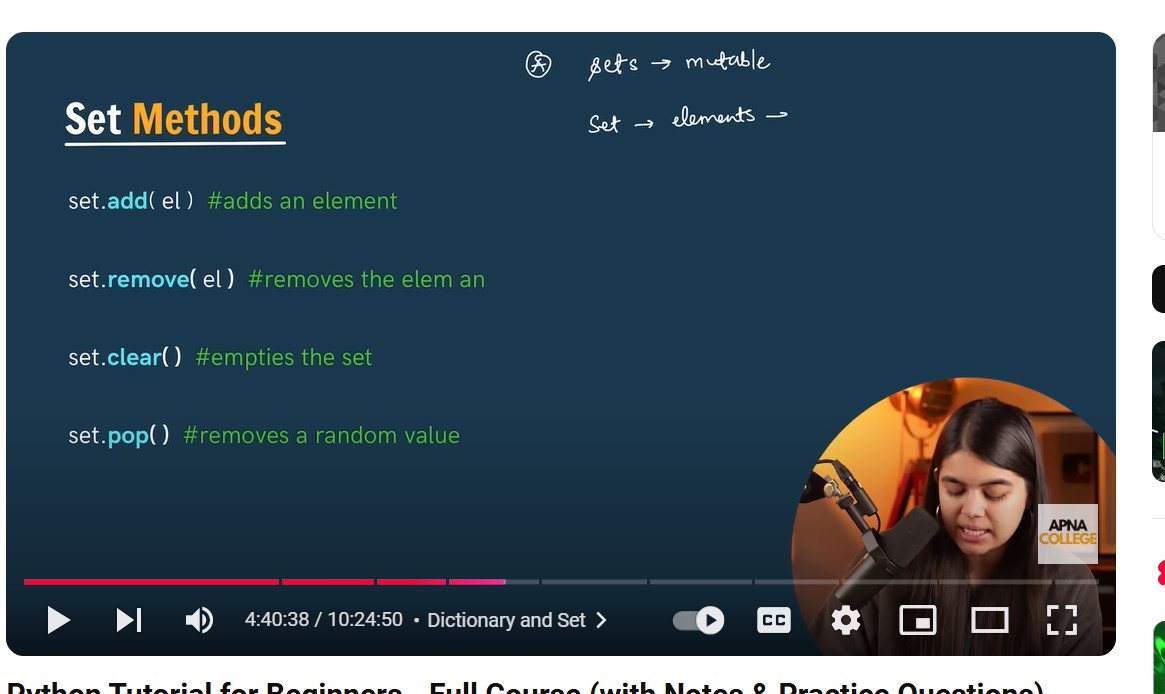 sets → mutable
Set Methods
Set → elements →
set.add( el ) #adds an element
set.remove( el ) #removes the elem an
set.clear( ) #empties the set
set.pop( ) #removes a random value
APNA
COLLEGE
4:40:38 / 10:24:50 • Dictionary and Set >
CC
Python Tutorial for Beginners - Full Course (with Notes & Practice Questions)